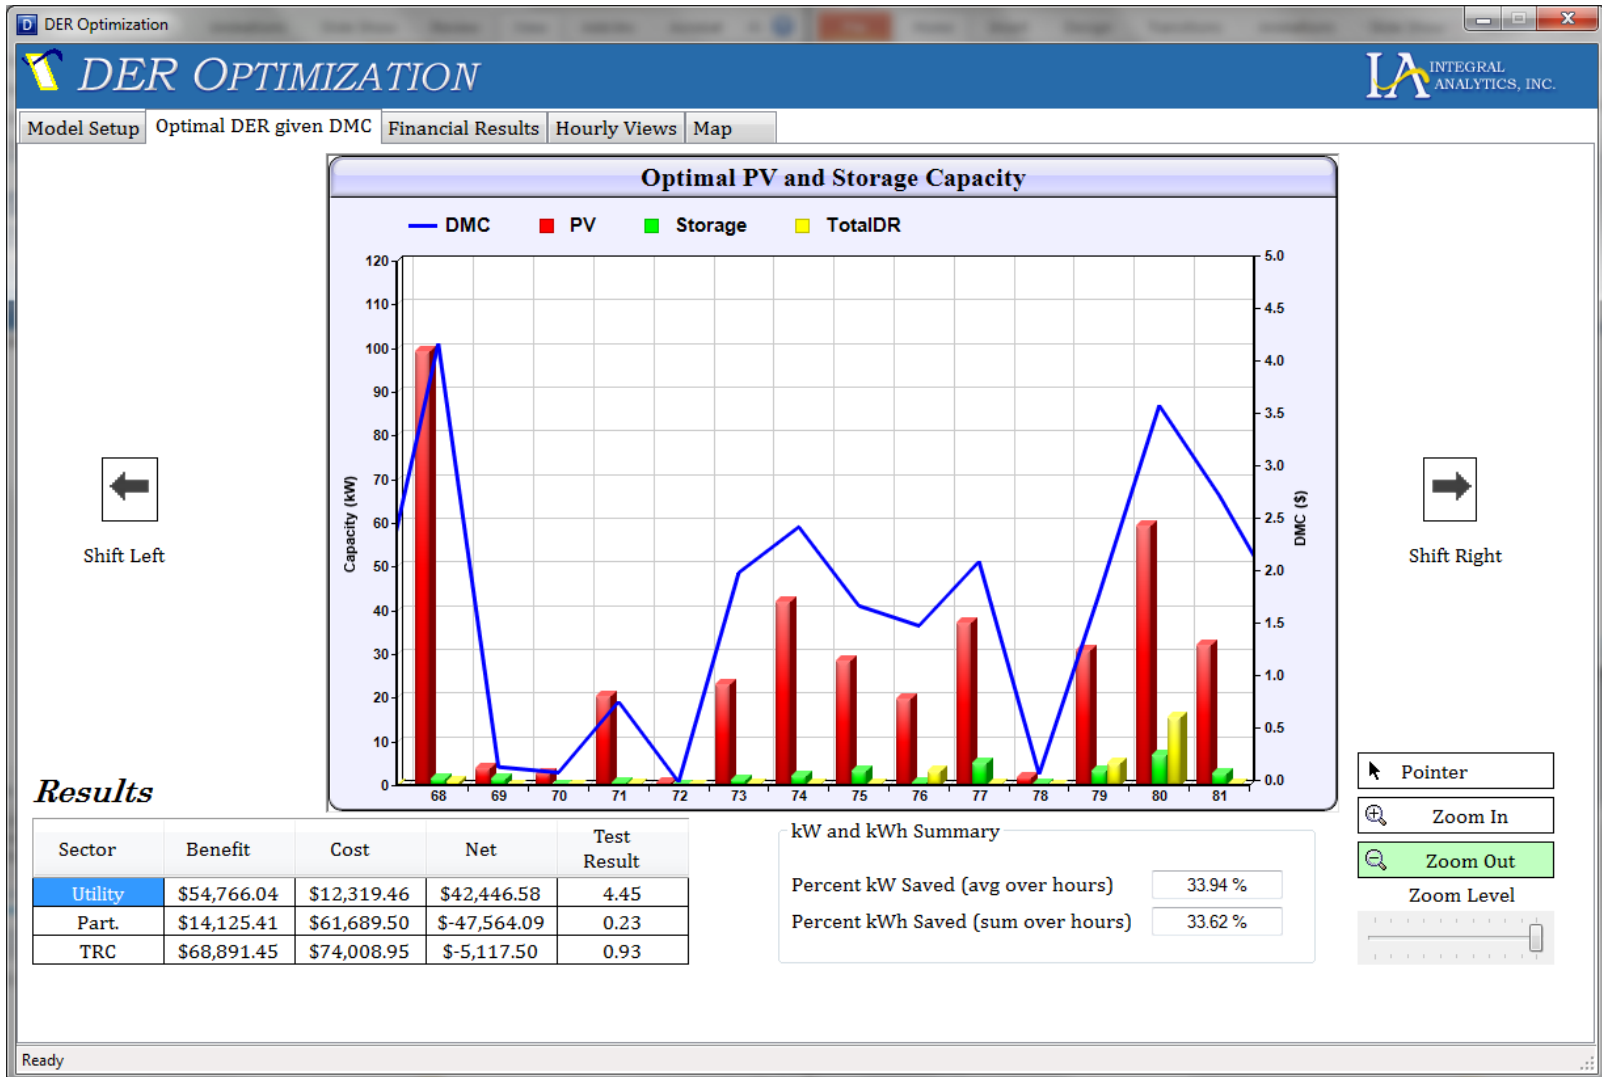 DER Optimization
DER OPTIMIZATION
IA INTEGRAL
ANALYTICS, INC.
Model Setup
Optimal DER given DMC
Financial Results
Hourly Views
Map
Optimal PV and Storage Capacity
DMC PV Storage TotalDR
120
110
100
90
80
70
60
50
40
30
20
10
0
Capacity (kW)
5.0
4.5
4.0
3.5
3.0
2.5
2.0
1.5
1.0
0.5
0.0
DMC ($)
68 69 70 71 72 73 74 75 76 77 78 79 80 81
Shift Left
Shift Right
Results
Sector Benefit Cost Net Test
Result
Utility $54,766.04 $12,319.46 $42,446.58 4.45
Part. $14,125.41 $61,689.50 $-47,564.09 0.23
TRC $68,891.45 $74,008.95 $-5,117.50 0.93
kW and kWh Summary
Percent kW Saved (avg over hours) 33.94 %
Percent kWh Saved (sum over hours) 33.62 %
Pointer
Zoom In
Zoom Out
Zoom Level
Ready